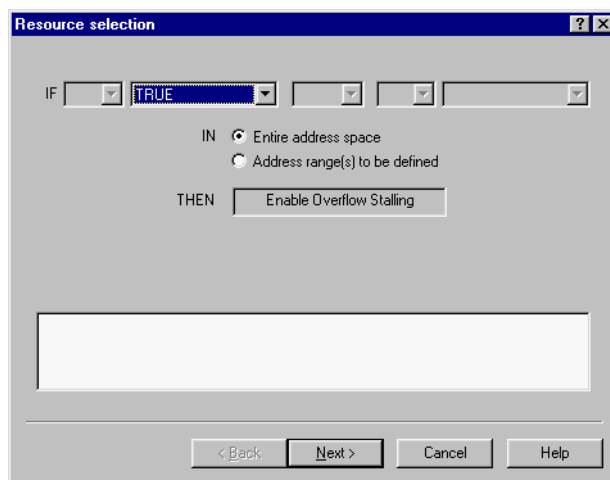 Resource selection
IF TRUE
IN Entire address space
Address range(s) to be defined
THEN Enable Overflow Stalling
< Back Next > Cancel Help